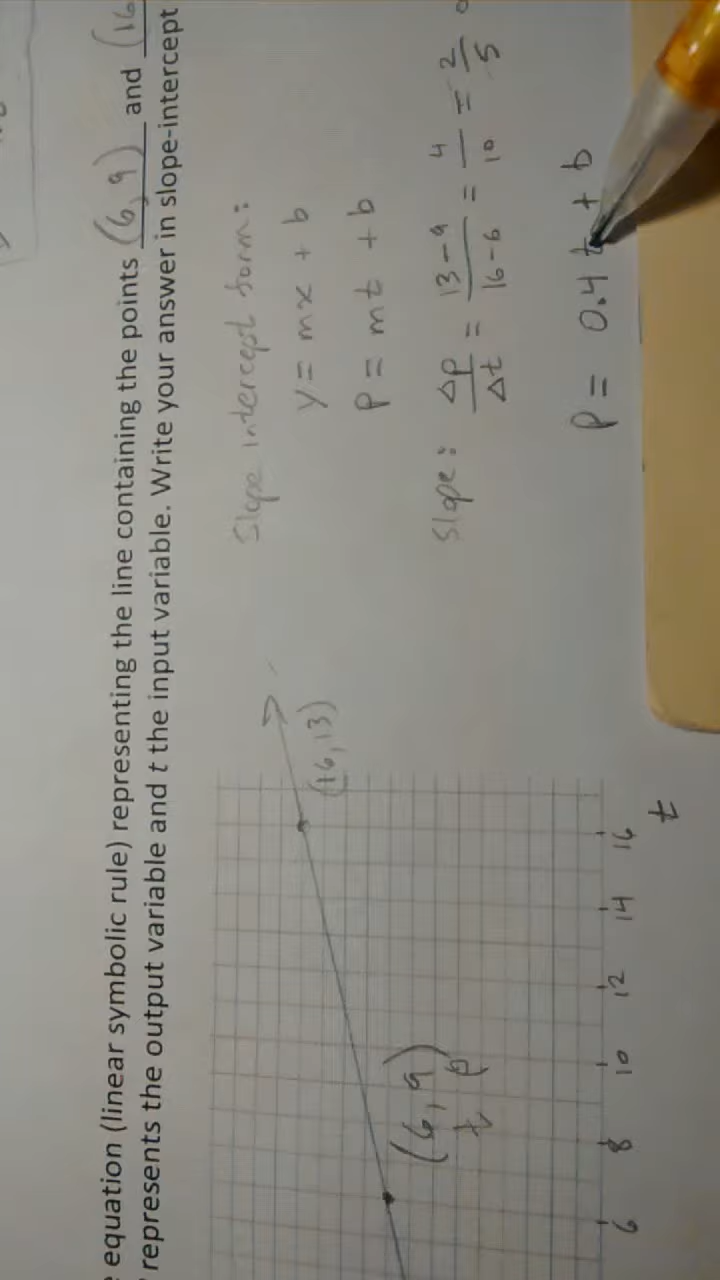 equation (linear symbolic rule) representing the line containing the points (6, 9) and (16
represents the output variable and t the input variable. Write your answer in slope-intercept
Slope intercept form:
y = mx + b
P = mt + b
Slope: ΔP/Δt = 13-9/16-6 = 4/10 = 2/5
P = 0.4 t + b
(16, 13)
(6, 9)
t P
6 8 10 12 14 16
t